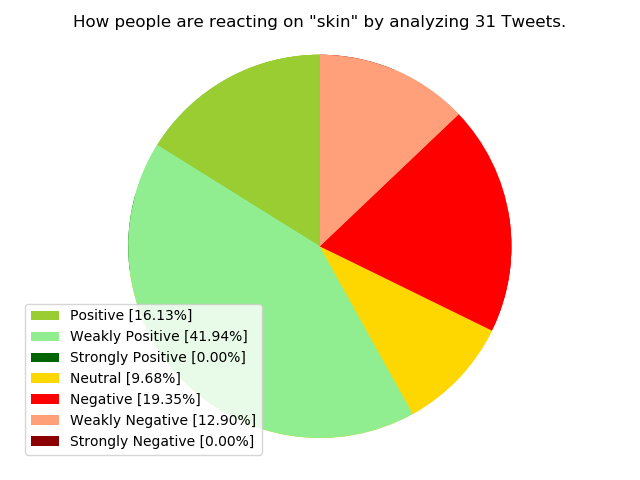 How people are reacting on "skin" by analyzing 31 Tweets.
Positive [16.13%]
Weakly Positive [41.94%]
Strongly Positive [0.00%]
Neutral [9.68%]
Negative [19.35%]
Weakly Negative [12.90%]
Strongly Negative [0.00%]